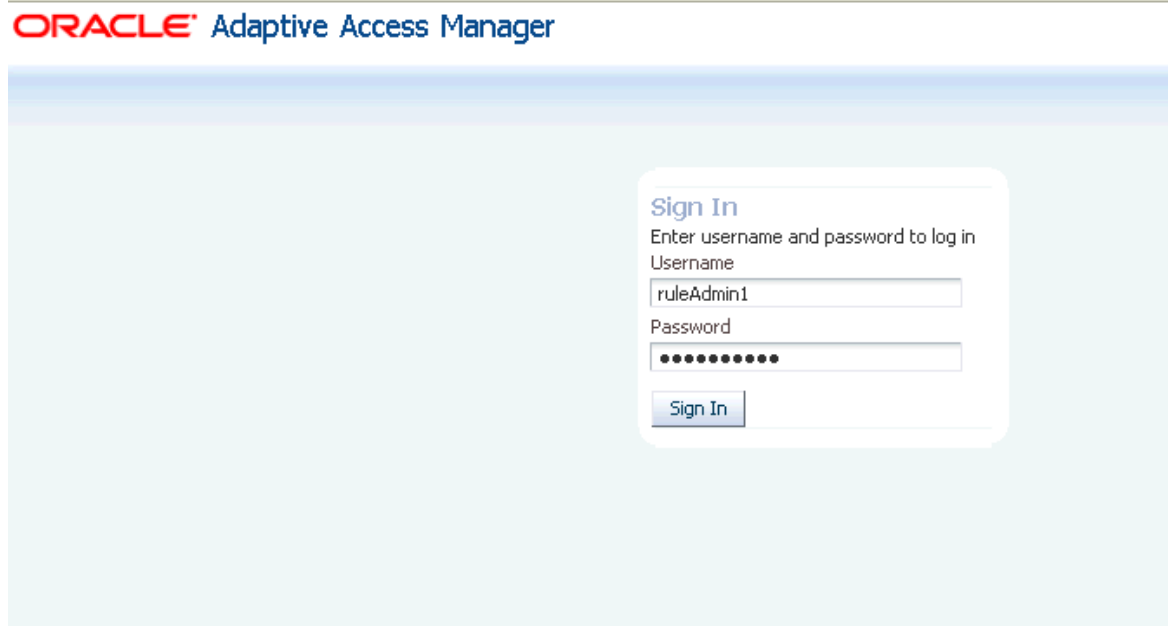 ORACLE Adaptive Access Manager
Sign In
Enter username and password to log in
Username
ruleAdmin1
Password
●●●●●●●●●●
Sign In